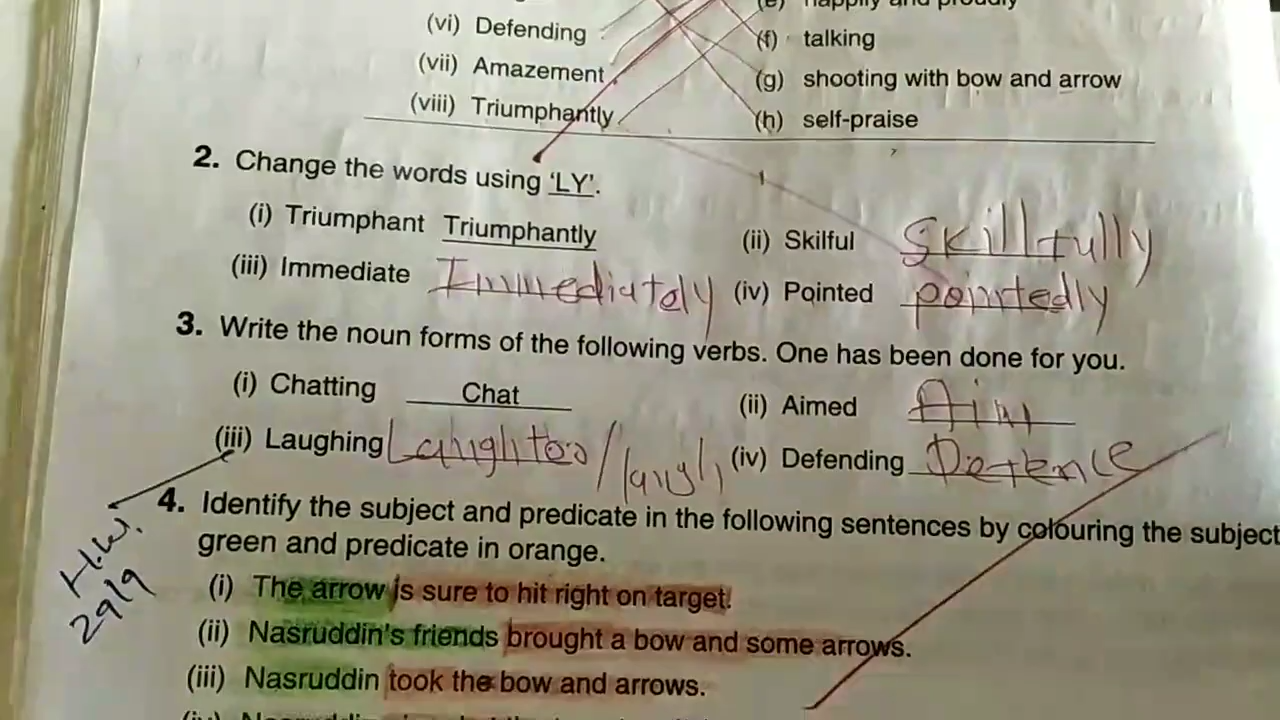 (e) happily and proudly
(vi) Defending
(f) talking
(vii) Amazement
(g) shooting with bow and arrow
(viii) Triumphantly
(h) self-praise
2. Change the words using 'LY'.
(i) Triumphant Triumphantly (ii) Skilful Skillfully
(iii) Immediate Immediately (iv) Pointed pointedly
3. Write the noun forms of the following verbs. One has been done for you.
(i) Chatting Chat (ii) Aimed Aim
(iii) Laughing Laughter/laugh (iv) Defending Defence
4. Identify the subject and predicate in the following sentences by colouring the subject
green and predicate in orange.
H.W.
29/9
(i) The arrow is sure to hit right on target.
(ii) Nasruddin's friends brought a bow and some arrows.
(iii) Nasruddin took the bow and arrows.